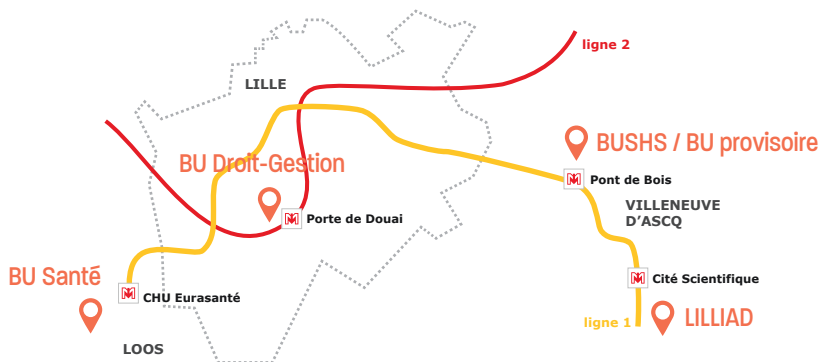 ligne 2
LILLE
BUSHS / BU provisoire
BU Droit-Gestion
Pont de Bois
VILLENEUVE
D'ASCQ
Porte de Douai
BU Santé
Cité Scientifique
CHU Eurasanté
ligne 1
LILLIAD
LOOS